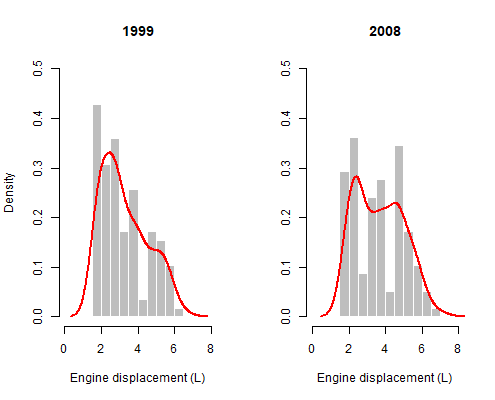 1999
2008
Density
0.0 0.1 0.2 0.3 0.4 0.5
0 2 4 6 8
Engine displacement (L)
0.0 0.1 0.2 0.3 0.4 0.5
0 2 4 6 8
Engine displacement (L)